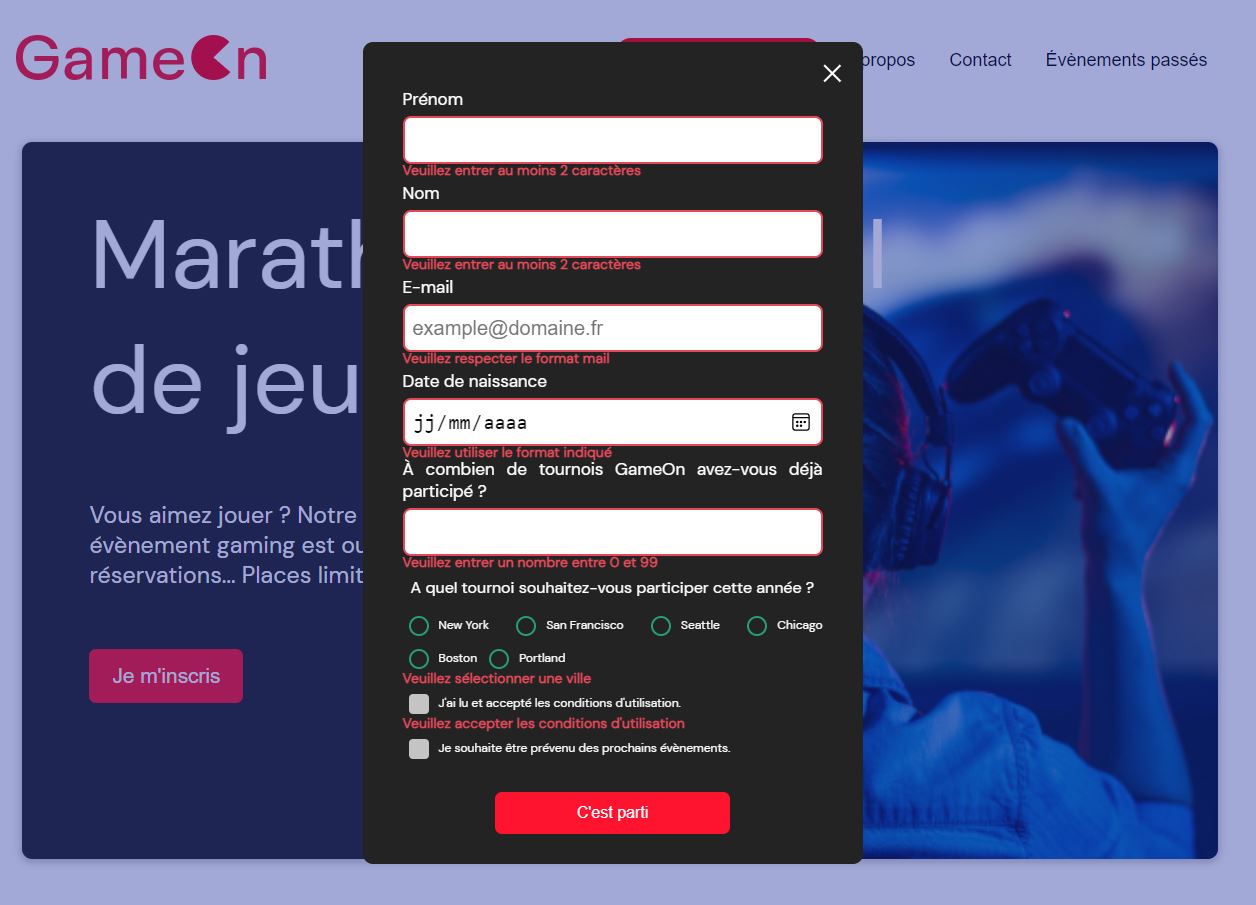 GameOn
propos
Contact
Évènements passés
Marath
l
de jeu
Vous aimez jouer ? Notre
évènement gaming est ou
réservations... Places limit
Je m'inscris
Prénom
Veuillez entrer au moins 2 caractères
Nom
Veuillez entrer au moins 2 caractères
E-mail
example@domaine.fr
Veuillez respecter le format mail
Date de naissance
jj/mm/aaaa
Veuillez utiliser le format indiqué
À combien de tournois GameOn avez-vous déjà
participé ?
Veuillez entrer un nombre entre 0 et 99
A quel tournoi souhaitez-vous participer cette année ?
New York San Francisco Seattle Chicago
Boston Portland
Veuillez sélectionner une ville
J'ai lu et accepté les conditions d'utilisation.
Veuillez accepter les conditions d'utilisation
Je souhaite être prévenu des prochains évènements.
C'est parti